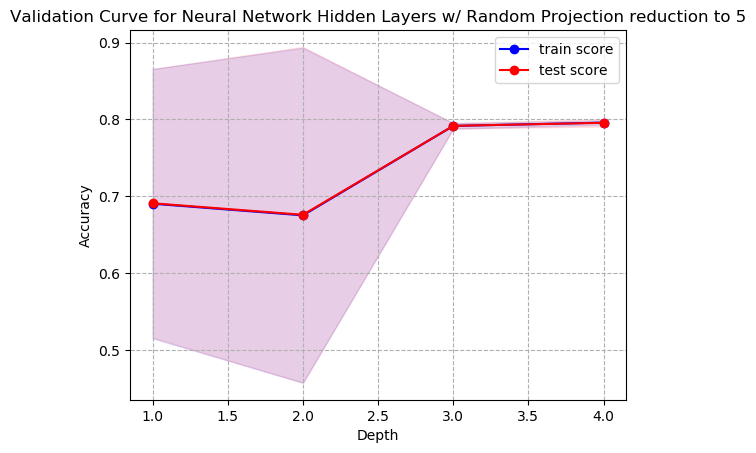 Validation Curve for Neural Network Hidden Layers w/ Random Projection reduction to 5
train score
test score
0.9
0.8
0.7
0.6
0.5
Accuracy
1.0 1.5 2.0 2.5 3.0 3.5 4.0
Depth